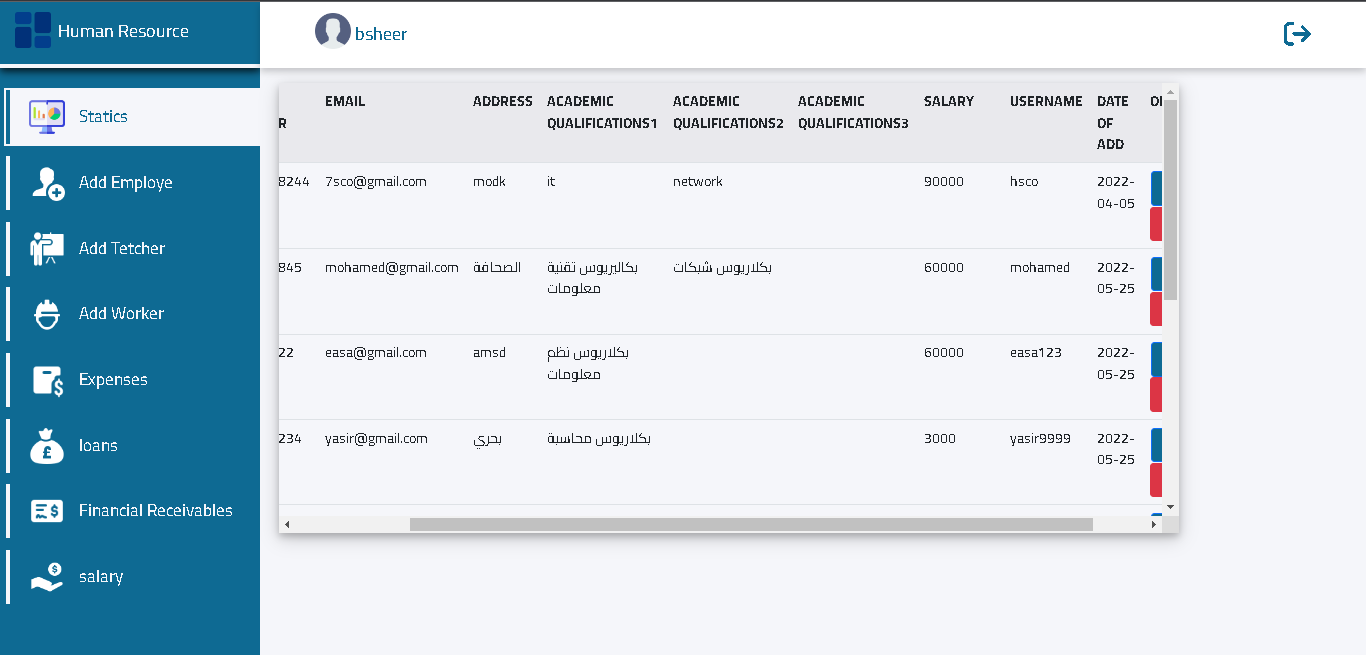 Human Resource
bsheer
Statics
Add Employe
Add Tetcher
Add Worker
Expenses
loans
Financial Receivables
salary
EMAIL ADDRESS ACADEMIC ACADEMIC ACADEMIC SALARY USERNAME DATE
R QUALIFICATIONS1 QUALIFICATIONS2 QUALIFICATIONS3 OF
ADD
8244 7sco@gmail.com modk it network 90000 hsco 2022-
04-05
845 mohamed@gmail.com الصحافة بكاليريوس تقنية بكلاريوس شبكات 60000 mohamed 2022-
معلومات 05-25
22 easa@gmail.com amsd بكلاريوس نظم 60000 easa123 2022-
معلومات 05-25
234 yasir@gmail.com بحري بكلاريوس محاسبة 3000 yasir9999 2022-
05-25